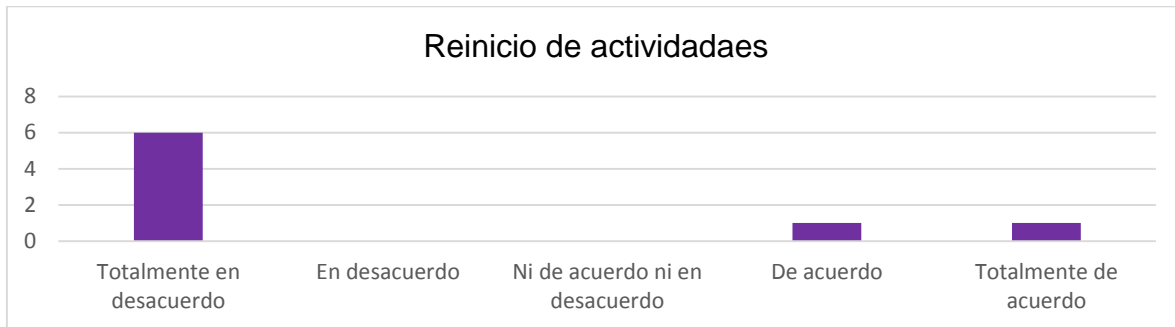 Reinicio de actividadaes
8
6
4
2
0
Totalmente en
desacuerdo
En desacuerdo
Ni de acuerdo ni en
desacuerdo
De acuerdo
Totalmente de
acuerdo